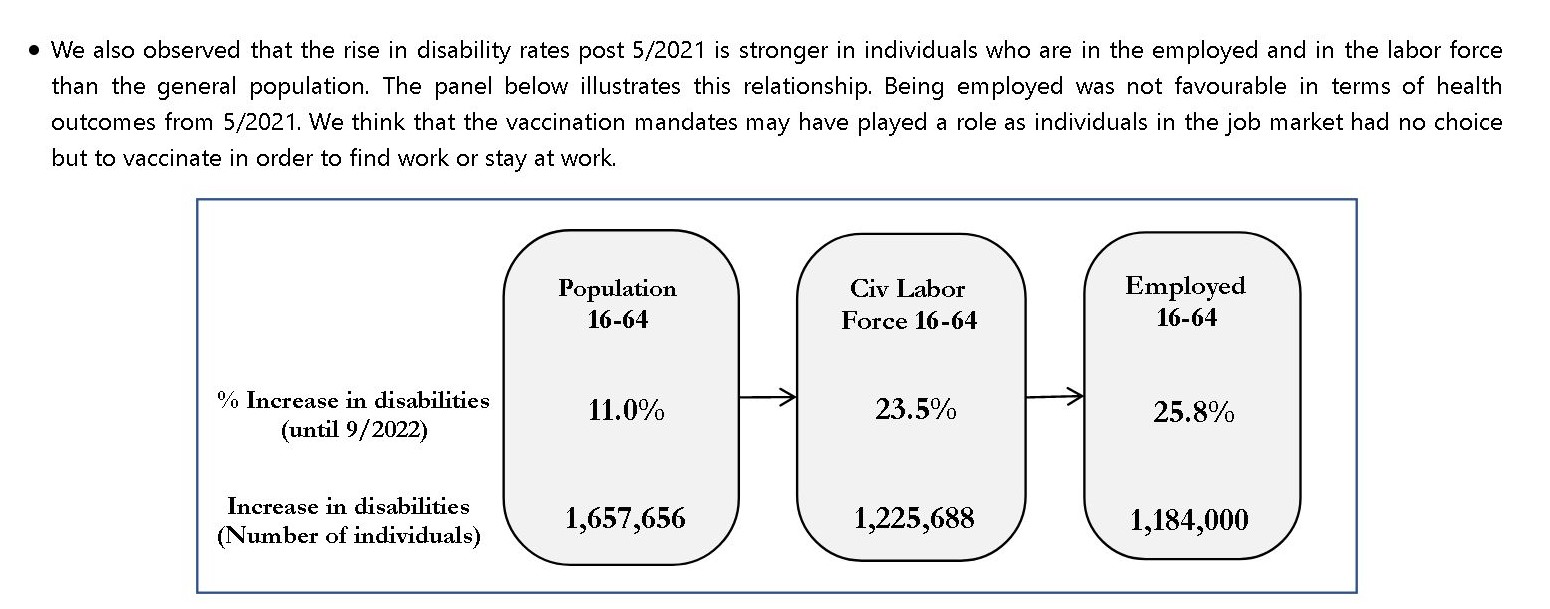 • We also observed that the rise in disability rates post 5/2021 is stronger in individuals who are in the employed and in the labor force
than the general population. The panel below illustrates this relationship. Being employed was not favourable in terms of health
outcomes from 5/2021. We think that the vaccination mandates may have played a role as individuals in the job market had no choice
but to vaccinate in order to find work or stay at work.
Population
16-64
Civ Labor
Force 16-64
Employed
16-64
% Increase in disabilities
(until 9/2022)
11.0%
23.5%
25.8%
Increase in disabilities
(Number of individuals)
1,657,656
1,225,688
1,184,000